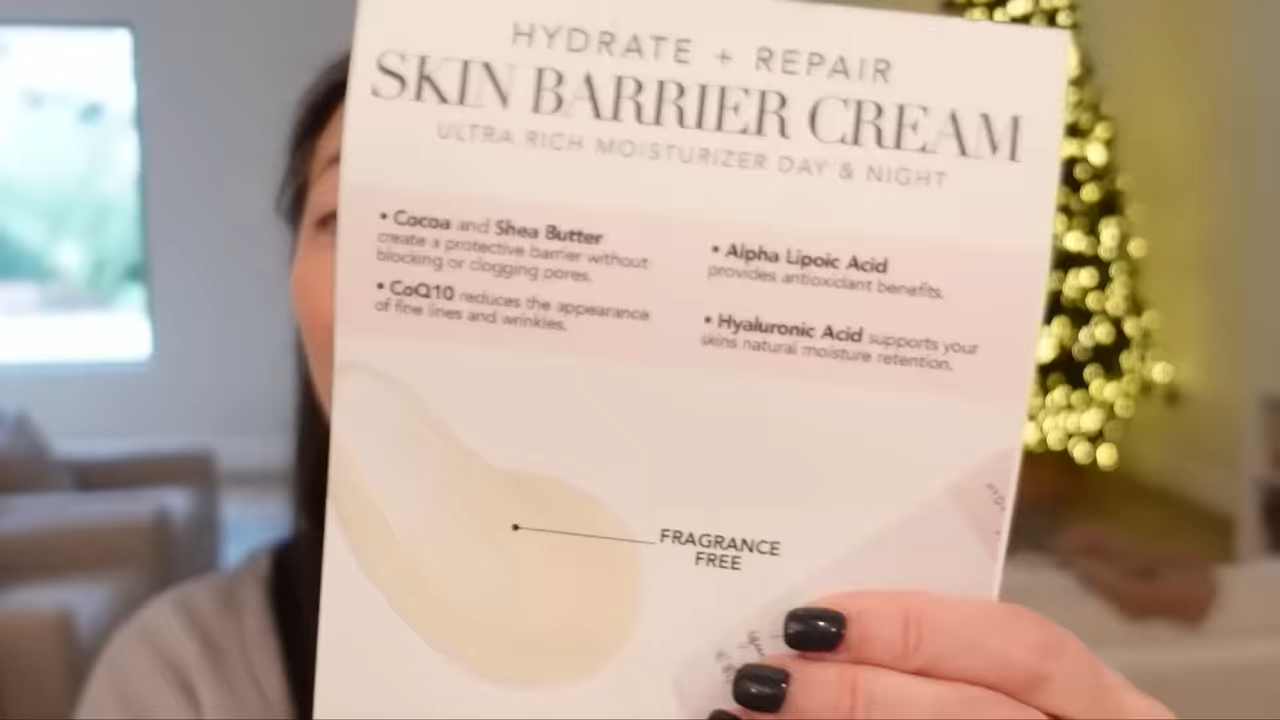 HYDRATE + REPAIR
SKIN BARRIER CREAM
ULTRA RICH MOISTURIZER DAY & NIGHT
• Cocoa and Shea Butter
create a protective barrier without
blocking or clogging pores.
• CoQ10 reduces the appearance
of fine lines and wrinkles.
• Alpha Lipoic Acid
provides antioxidant benefits.
• Hyaluronic Acid supports your
skins natural moisture retention.
FRAGRANCE
FREE